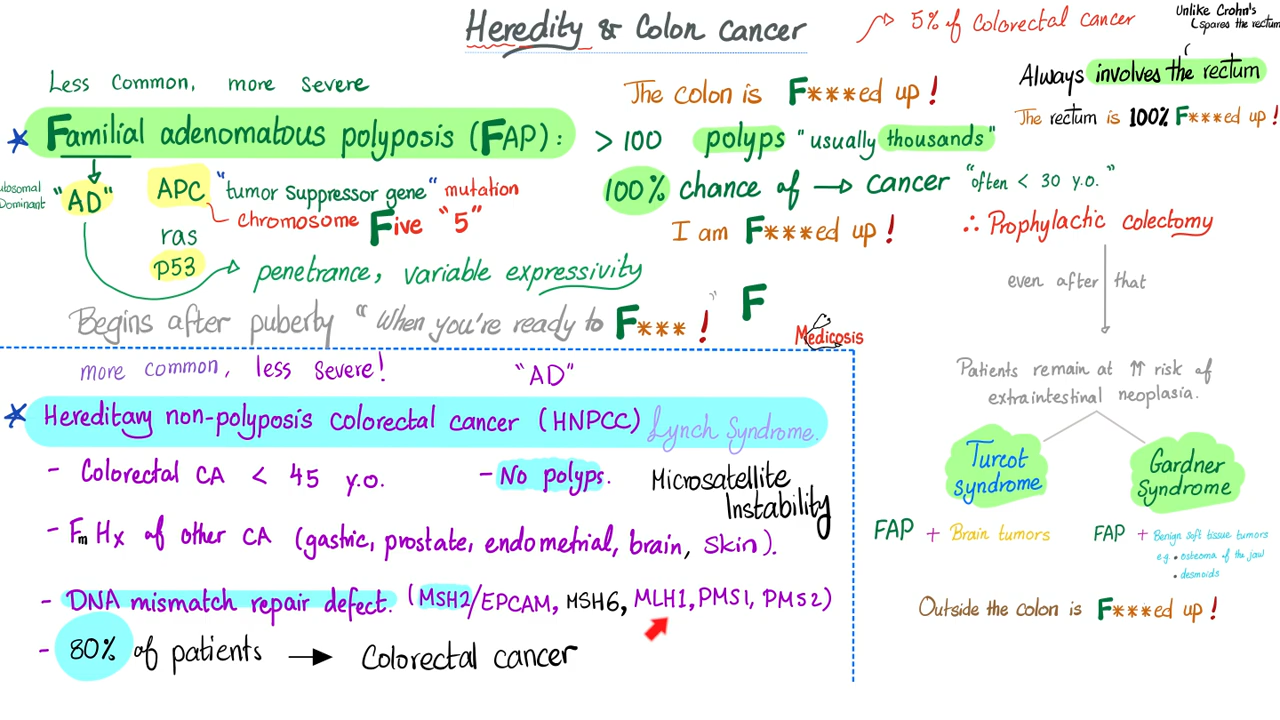 Heredity & Colon cancer
5% of Colorectal cancer
Unlike Crohn's
spares the rectum
Always involves the rectum
The rectum is 100% F***ed up!
Less Common, more Severe
The colon is F***ed up!
Familial adenomatous polyposis (FAP):
> 100 polyps "usually thousands"
utosomal
Dominant
"AD"
APC "tumor suppressor gene" mutation
chromosome Five "5"
ras
P53
penetrance, variable expressivity
100% chance of → cancer "often < 30 y.o."
I am F***ed up!
∴ Prophylactic colectomy
even after that
Begins after puberty "When you're ready to F***!"
F
Medicosis
Patients remain at ⇈ risk of
extraintestinal neoplasia.
Turcot
syndrome
Gardner
Syndrome
FAP + Brain tumors
FAP + Benign soft tissue tumors
e.g. • osteoma of the jaw
• desmoids
Outside the colon is F***ed up!
more common, less severe!
"AD"
Hereditary non-polyposis Colorectal cancer (HNPCC) Lynch Syndrome.
- Colorectal CA < 45 y.o.
- No polyps.
Microsatellite
Instability
- Fm Hx of other CA (gastric, prostate, endometrial, brain, Skin).
- DNA mismatch repair defect. (MSH2/EPCAM, MSH6, MLH1, PMS1, PMS2)
- 80% of patients → Colorectal cancer